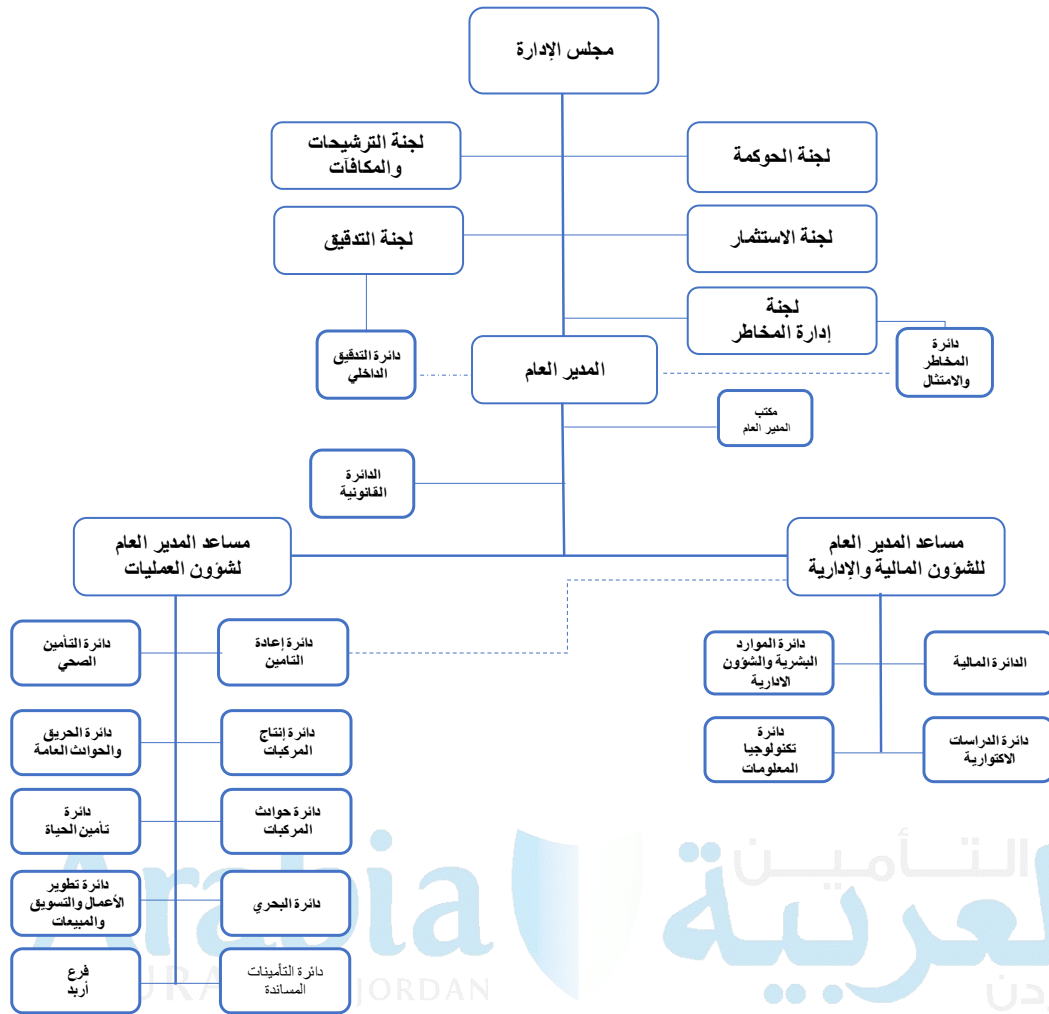 مجلس الإدارة
لجنة الترشيحات
والمكافآت
لجنة الحوكمة
لجنة التدقيق
لجنة الاستثمار
لجنة
إدارة المخاطر
دائرة التدقيق
الداخلي
المدير العام
دائرة
المخاطر
والامتثال
مكتب
المدير العام
الدائرة
القانونية
مساعد المدير العام
لشؤون العمليات
مساعد المدير العام
للشؤون المالية والإدارية
دائرة التأمين
الصحي
دائرة إعادة
التامين
دائرة الموارد
البشرية والشؤون
الادارية
الدائرة المالية
دائرة الحريق
والحوادث العامة
دائرة إنتاج
المركبات
دائرة
تكنولوجيا
المعلومات
دائرة الدراسات
الاكتوارية
دائرة
تأمين الحياة
دائرة حوادث
المركبات
دائرة تطوير
الأعمال والتسويق
والمبيعات
دائرة البحري
فرع
أربد
دائرة التأمينات
المساندة
Arabia
JORDAN
التأميـن